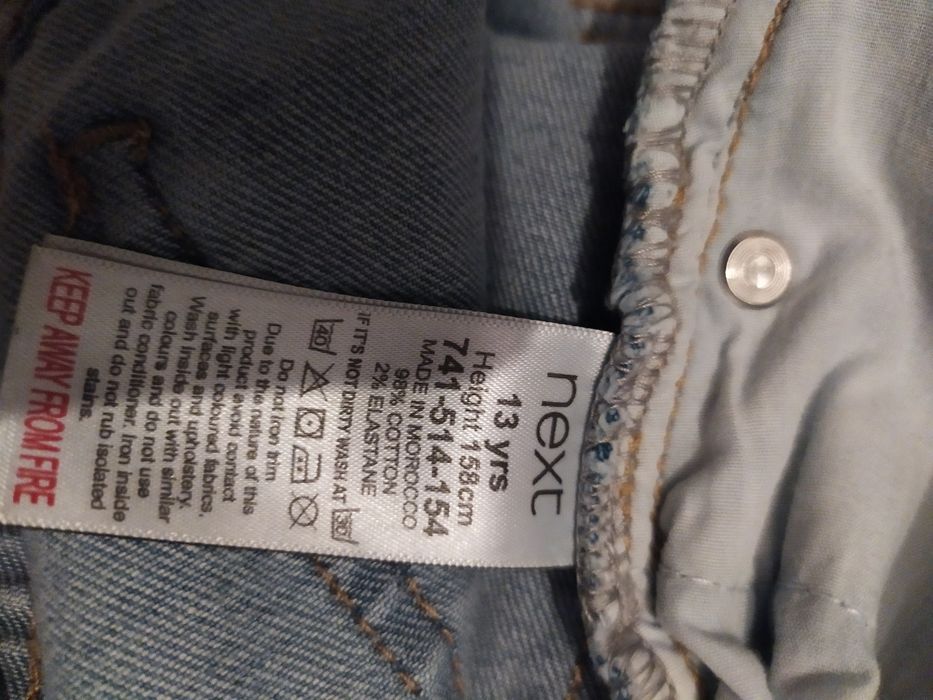 next
13 yrs
Height 158cm
741-514-154
MADE IN MOROCCO
98% COTTON
2% ELASTANE
IF IT'S NOT DIRTY WASH AT 30
40
Do not iron trim
Due to the nature of this
product avoid contact
with light coloured fabrics,
surfaces and upholstery.
Wash inside out with similar
colours and do not use
fabric conditioner. Iron inside
out and do not rub isolated
stains.
KEEP AWAY FROM FIRE